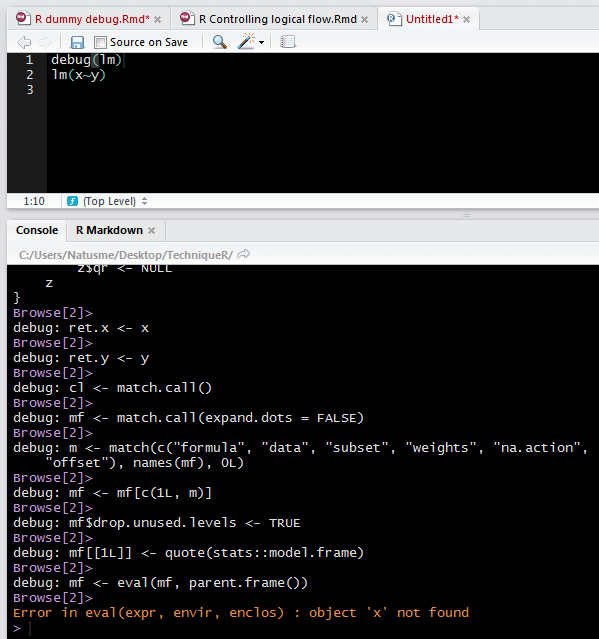 R dummy debug.Rmd* R Controlling logical flow.Rmd Untitled1*
Source on Save
1 debug(lm)
2 lm(x~y)
3
1:10 (Top Level)
Console R Markdown
C:/Users/Natusme/Desktop/TechniqueR/
z$qr <- NULL
z
}
Browse[2]>
debug: ret.x <- x
Browse[2]>
debug: ret.y <- y
Browse[2]>
debug: cl <- match.call()
Browse[2]>
debug: mf <- match.call(expand.dots = FALSE)
Browse[2]>
debug: m <- match(c("formula", "data", "subset", "weights", "na.action",
"offset"), names(mf), 0L)
Browse[2]>
debug: mf <- mf[c(1L, m)]
Browse[2]>
debug: mf$drop.unused.levels <- TRUE
Browse[2]>
debug: mf[[1L]] <- quote(stats::model.frame)
Browse[2]>
debug: mf <- eval(mf, parent.frame())
Browse[2]>
Error in eval(expr, envir, enclos) : object 'x' not found
>